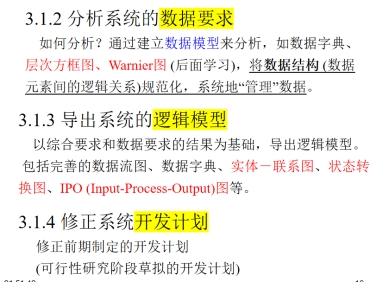 3.1.2 分析系统的数据要求
如何分析？通过建立数据模型来分析，如数据字典、
层次方框图、Warnier图 (后面学习)，将数据结构 (数据
元素间的逻辑关系)规范化，系统地“管理”数据。
3.1.3 导出系统的逻辑模型
以综合要求和数据要求的结果为基础，导出逻辑模型。
包括完善的数据流图、数据字典、实体－联系图、状态转
换图、IPO (Input-Process-Output)图等。
3.1.4 修正系统开发计划
修正前期制定的开发计划
(可行性研究阶段草拟的开发计划)